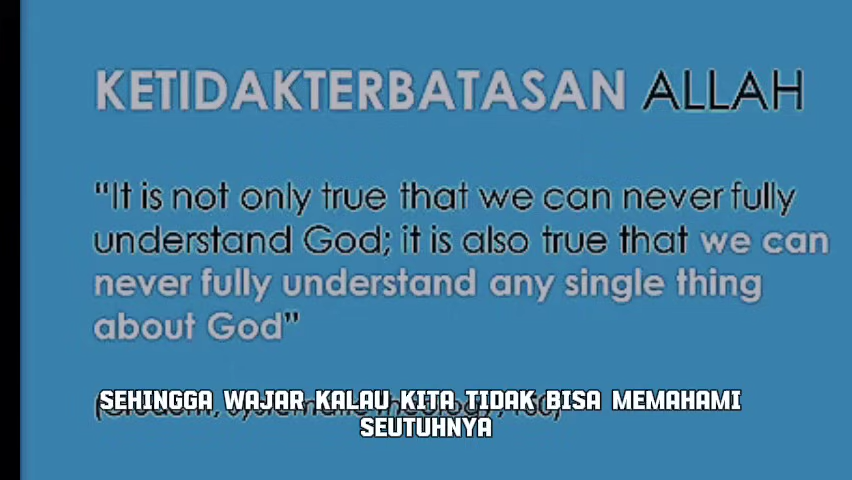 KETIDAKTERBATASAN ALLAH
“It is not only true that we can never fully
understand God; it is also true that we can
never fully understand any single thing
about God”
SEHINGGA WAJAR KALAU KITA TIDAK BISA MEMAHAMI
SEUTUHNYA